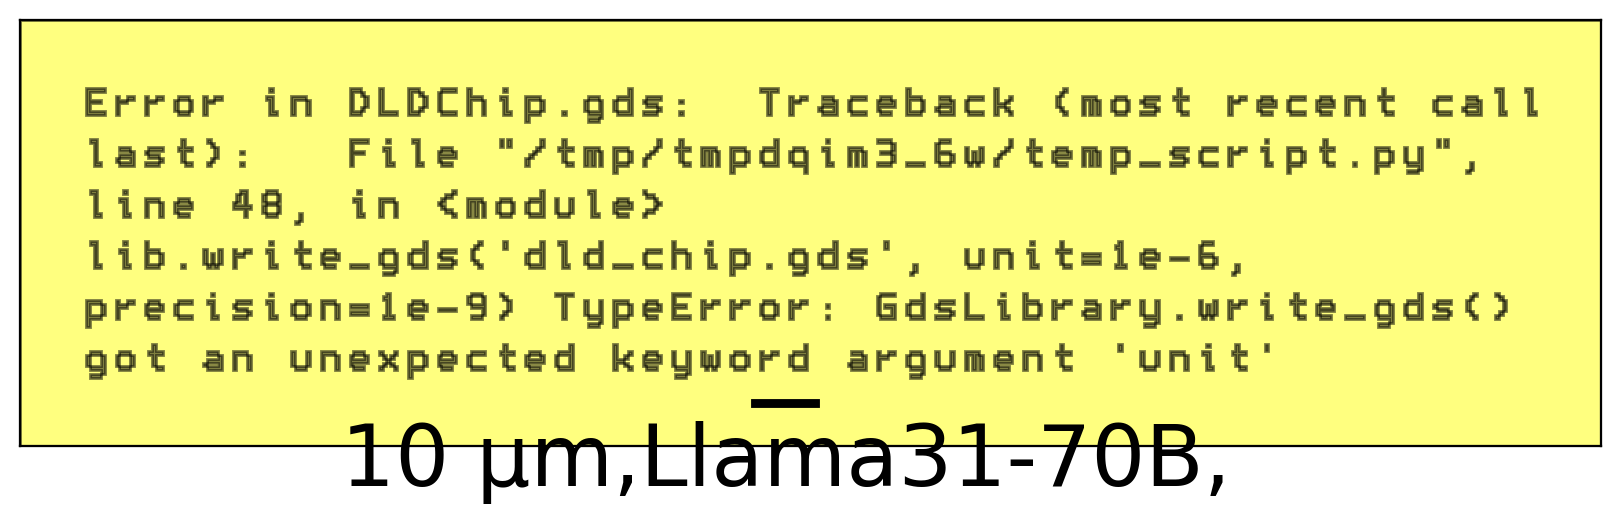 Error in DLDChip.gds:  Traceback (most recent call
last):   File "/tmp/tmpdqim3_6w/temp_script.py",
line 48, in <module>
lib.write_gds('dld_chip.gds', unit=1e-6,
precision=1e-9) TypeError: GdsLibrary.write_gds()
got an unexpected keyword argument 'unit'
10 μm,Llama31-70B,